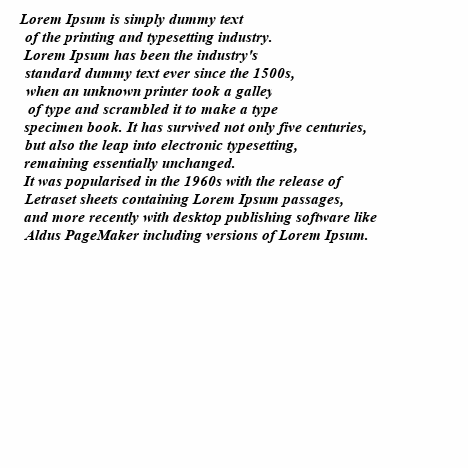 Lorem Ipsum is simply dummy text
of the printing and typesetting industry.
Lorem Ipsum has been the industry's
standard dummy text ever since the 1500s,
when an unknown printer took a galley
of type and scrambled it to make a type
specimen book. It has survived not only five centuries,
but also the leap into electronic typesetting,
remaining essentially unchanged.
It was popularised in the 1960s with the release of
Letraset sheets containing Lorem Ipsum passages,
and more recently with desktop publishing software like
Aldus PageMaker including versions of Lorem Ipsum.